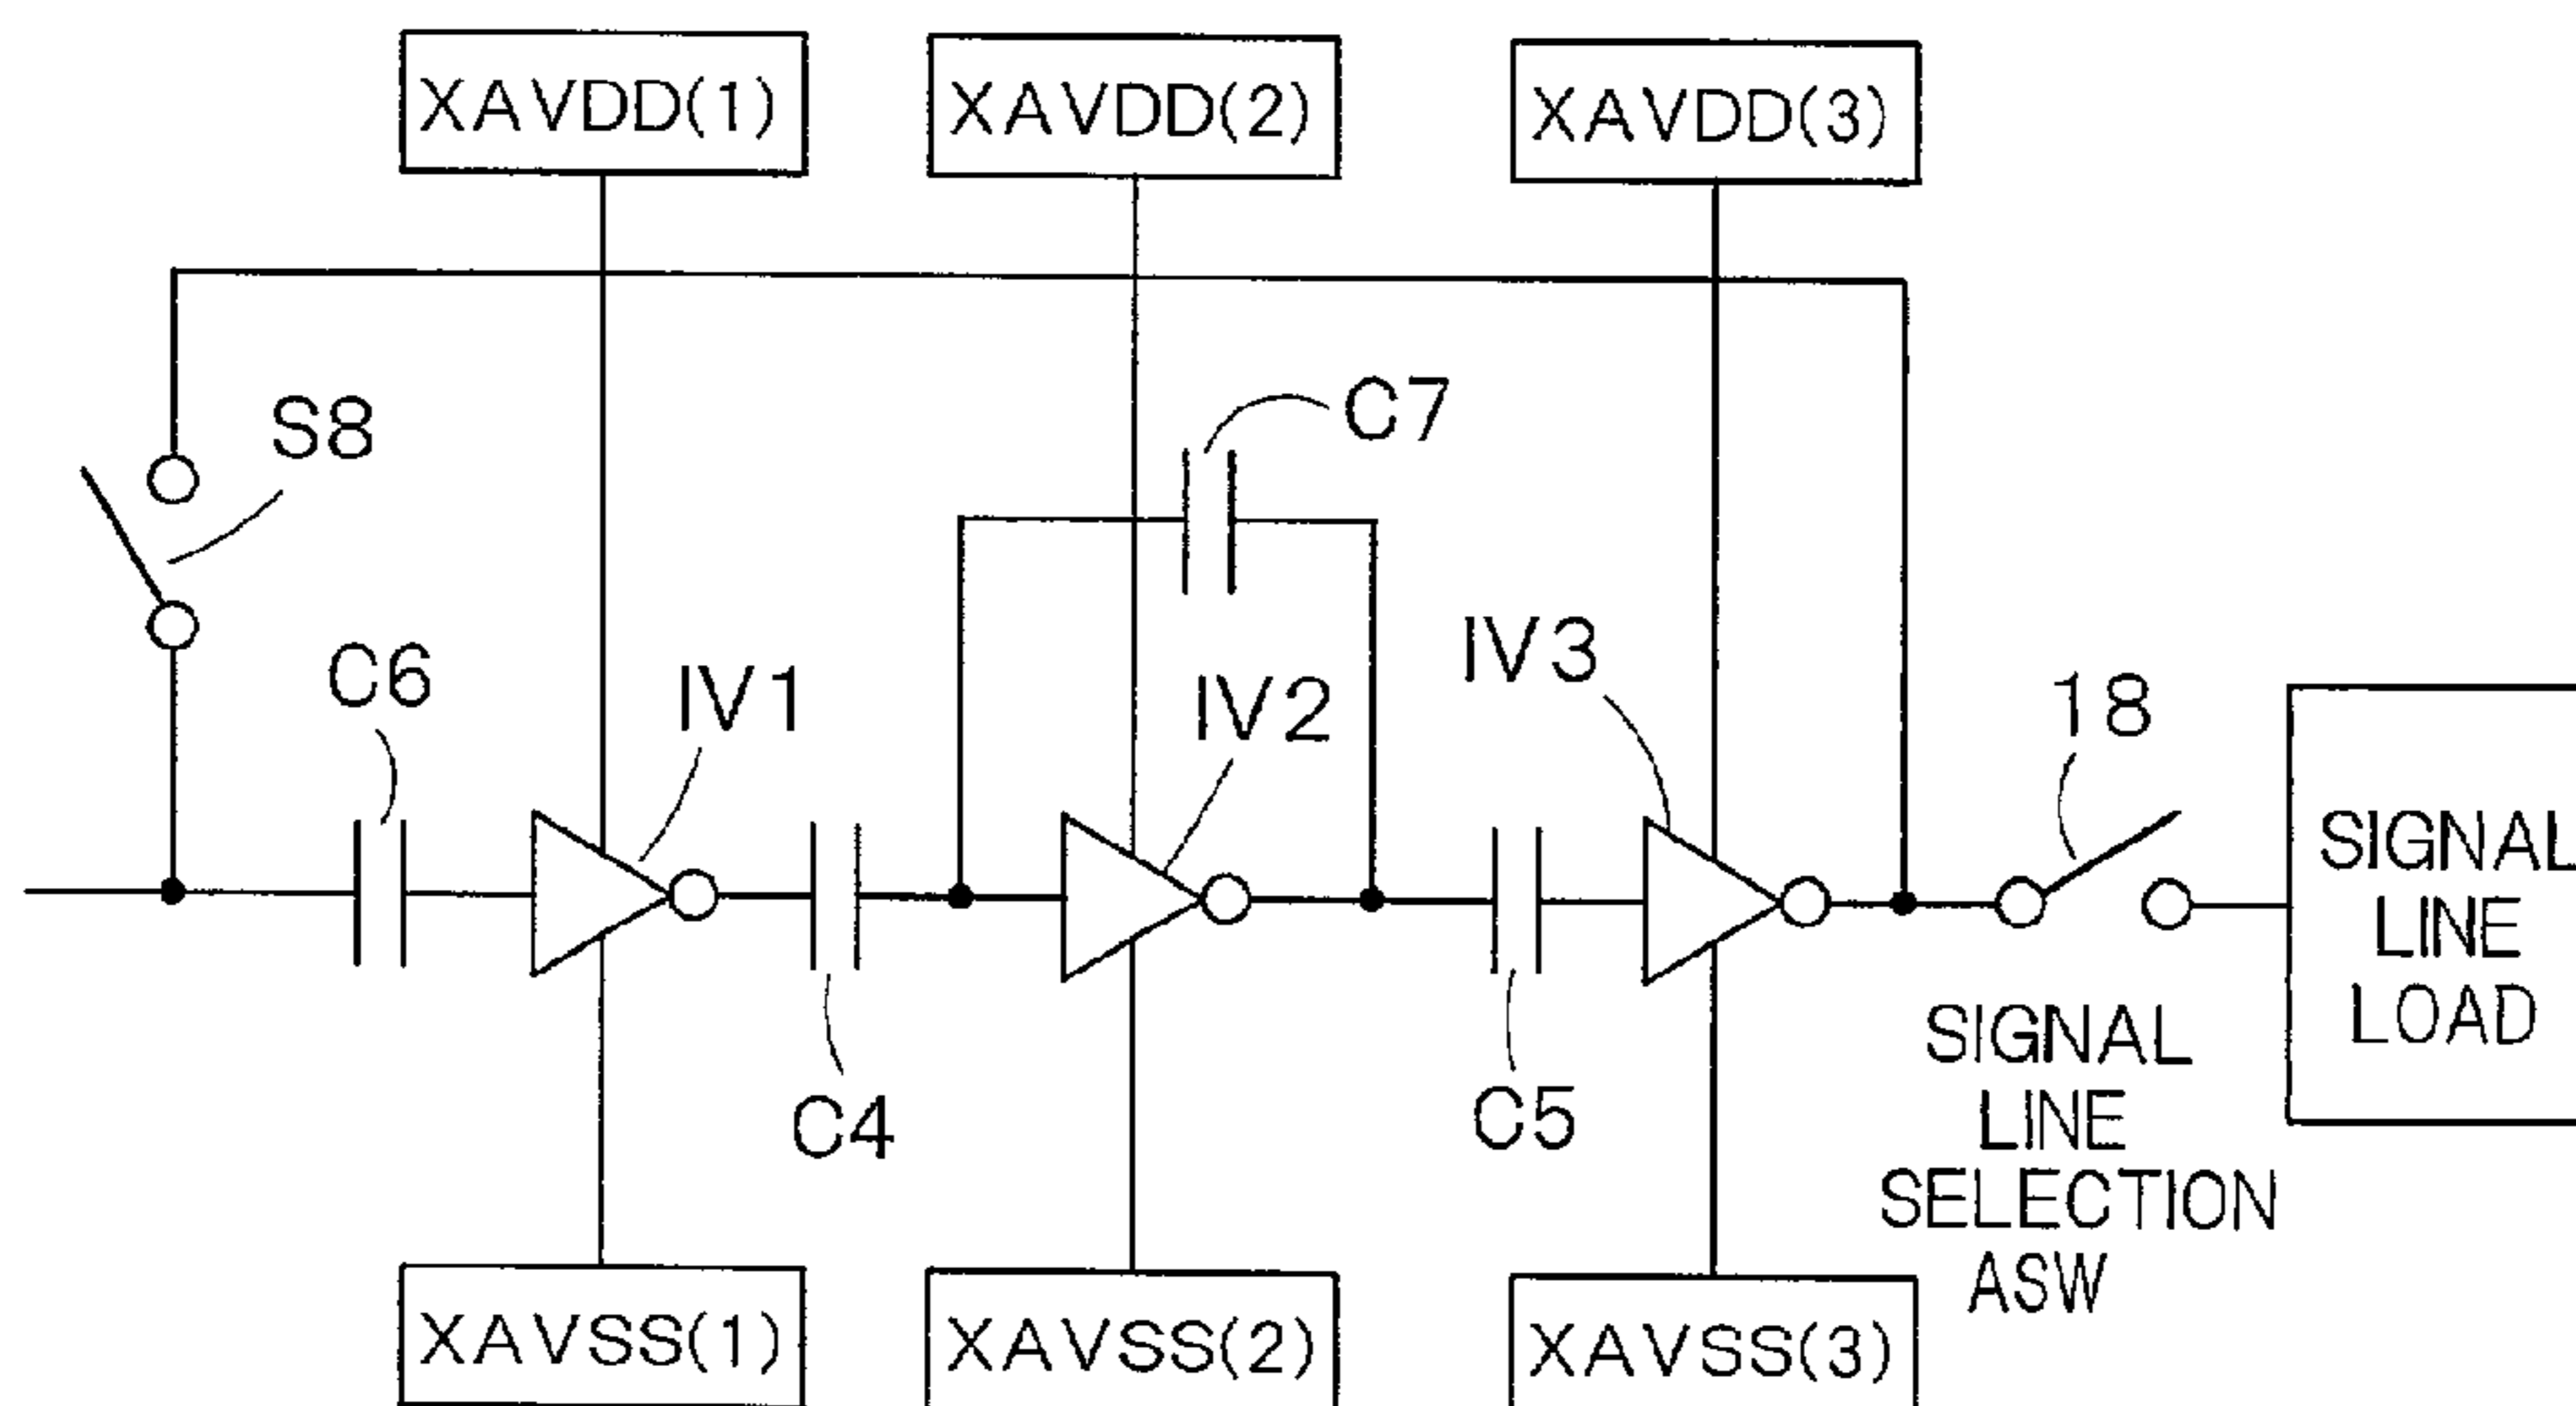 XAVDD(1)
XAVDD(2)
XAVDD(3)
S8
C7
C6
IV1
IV2
IV3
18
SIGNAL
LINE
LOAD
C4
C5
SIGNAL
LINE
SELECTION
ASW
XAVSS(1)
XAVSS(2)
XAVSS(3)